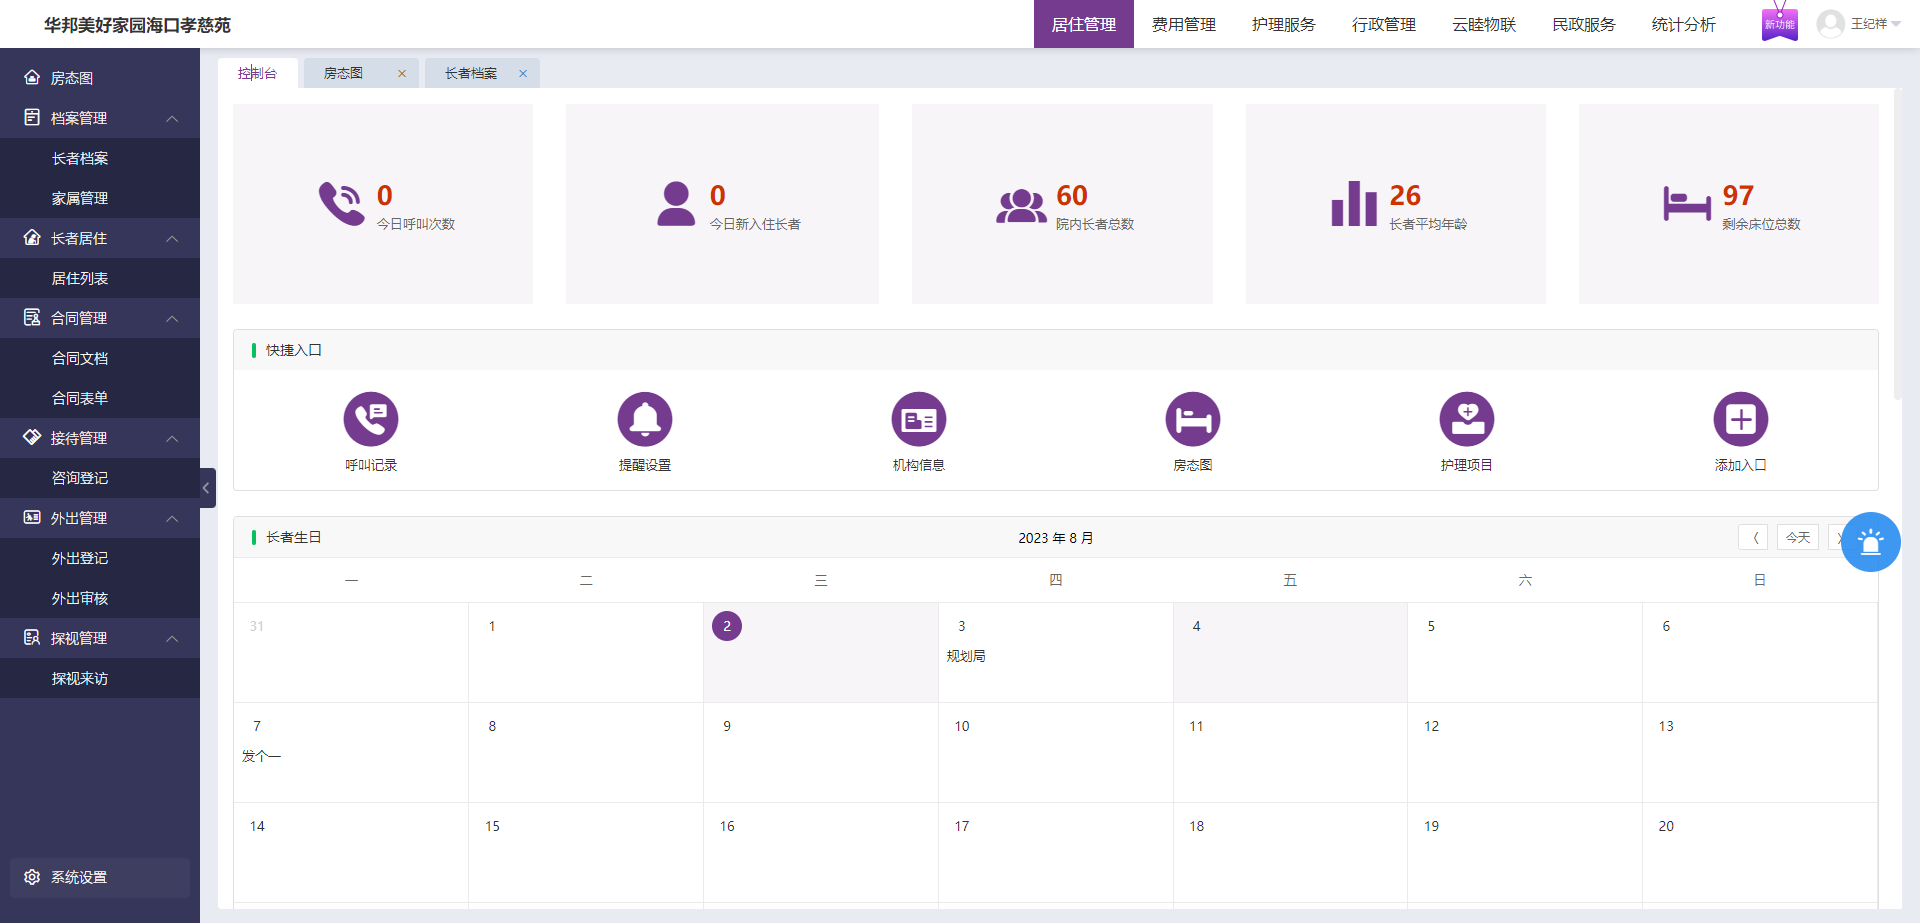 华邦美好家园海口孝慈苑
居住管理
费用管理
护理服务
行政管理
云睦物联
民政服务
统计分析
新功能
王纪祥
房态图
档案管理
长者档案
家属管理
长者居住
居住列表
合同管理
合同文档
合同表单
接待管理
咨询登记
外出管理
外出登记
外出审核
探视管理
探视来访
系统设置
控制台
房态图 ×
长者档案 ×
0
今日呼叫次数
0
今日新入住长者
60
院内长者总数
26
长者平均年龄
97
剩余床位总数
快捷入口
呼叫记录
提醒设置
机构信息
房态图
护理项目
添加入口
长者生日
2023 年 8 月
今天
一 二 三 四 五 六 日
31 1 2 3 4 5 6
规划局
7 8 9 10 11 12 13
发个一
14 15 16 17 18 19 20